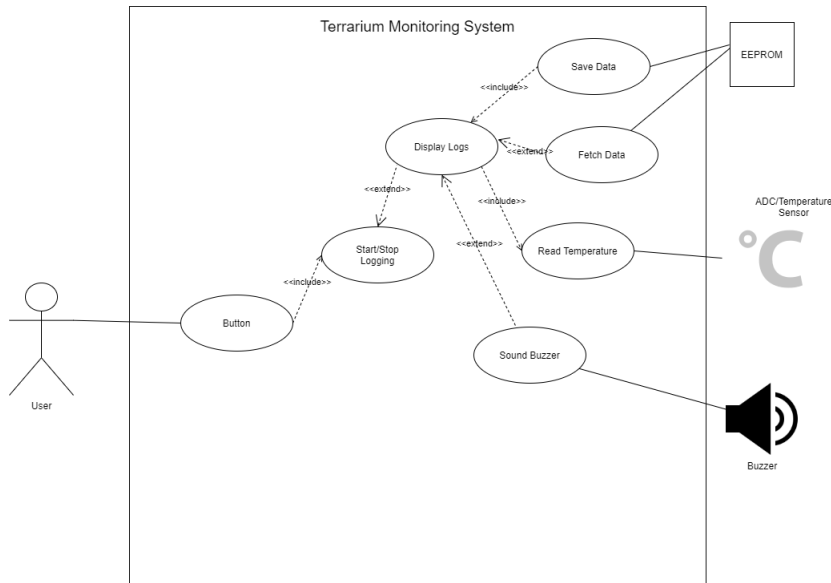 Terrarium Monitoring System
Save Data
EEPROM
<<include>>
Display Logs
<<extend>>
Fetch Data
<<extend>>
<<include>>
ADC/Temperature
Sensor
°C
Start/Stop
Logging
<<extend>>
Read Temperature
<<include>>
Button
Sound Buzzer
User
Buzzer